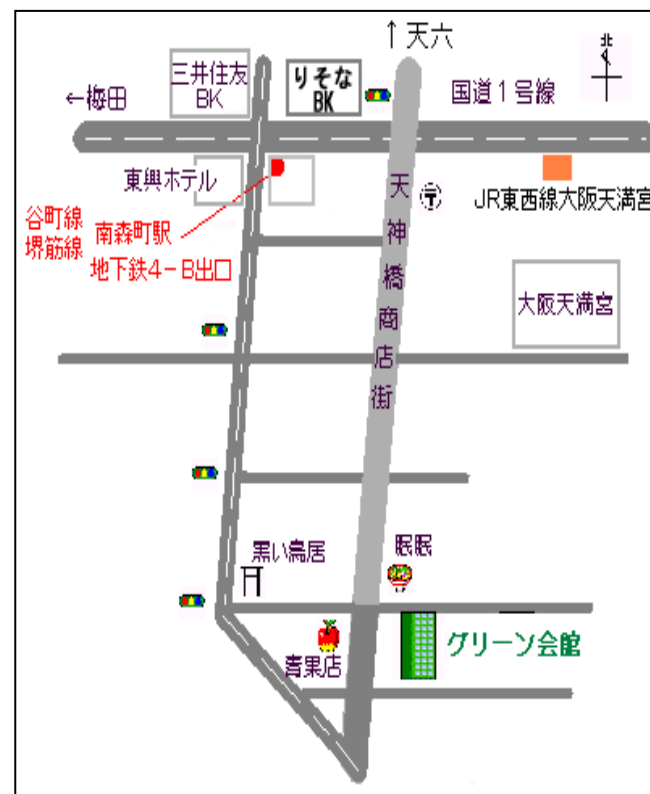 ↑天六
北
三井住友
BK
りそな
BK
国道1号線
←梅田
東興ホテル
〒
JR東西線大阪天満宮
谷町線
堺筋線
南森町駅
地下鉄4-B出口
天神橋商店街
大阪天満宮
黒い鳥居
眠眠
青果店
グリーン会館